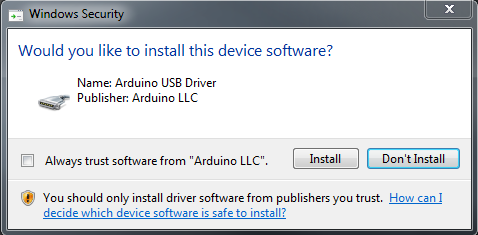 Windows Security
X
Would you like to install this device software?
Name: Arduino USB Driver
Publisher: Arduino LLC
Always trust software from "Arduino LLC".
Install
Don't Install
You should only install driver software from publishers you trust. How can I
decide which device software is safe to install?